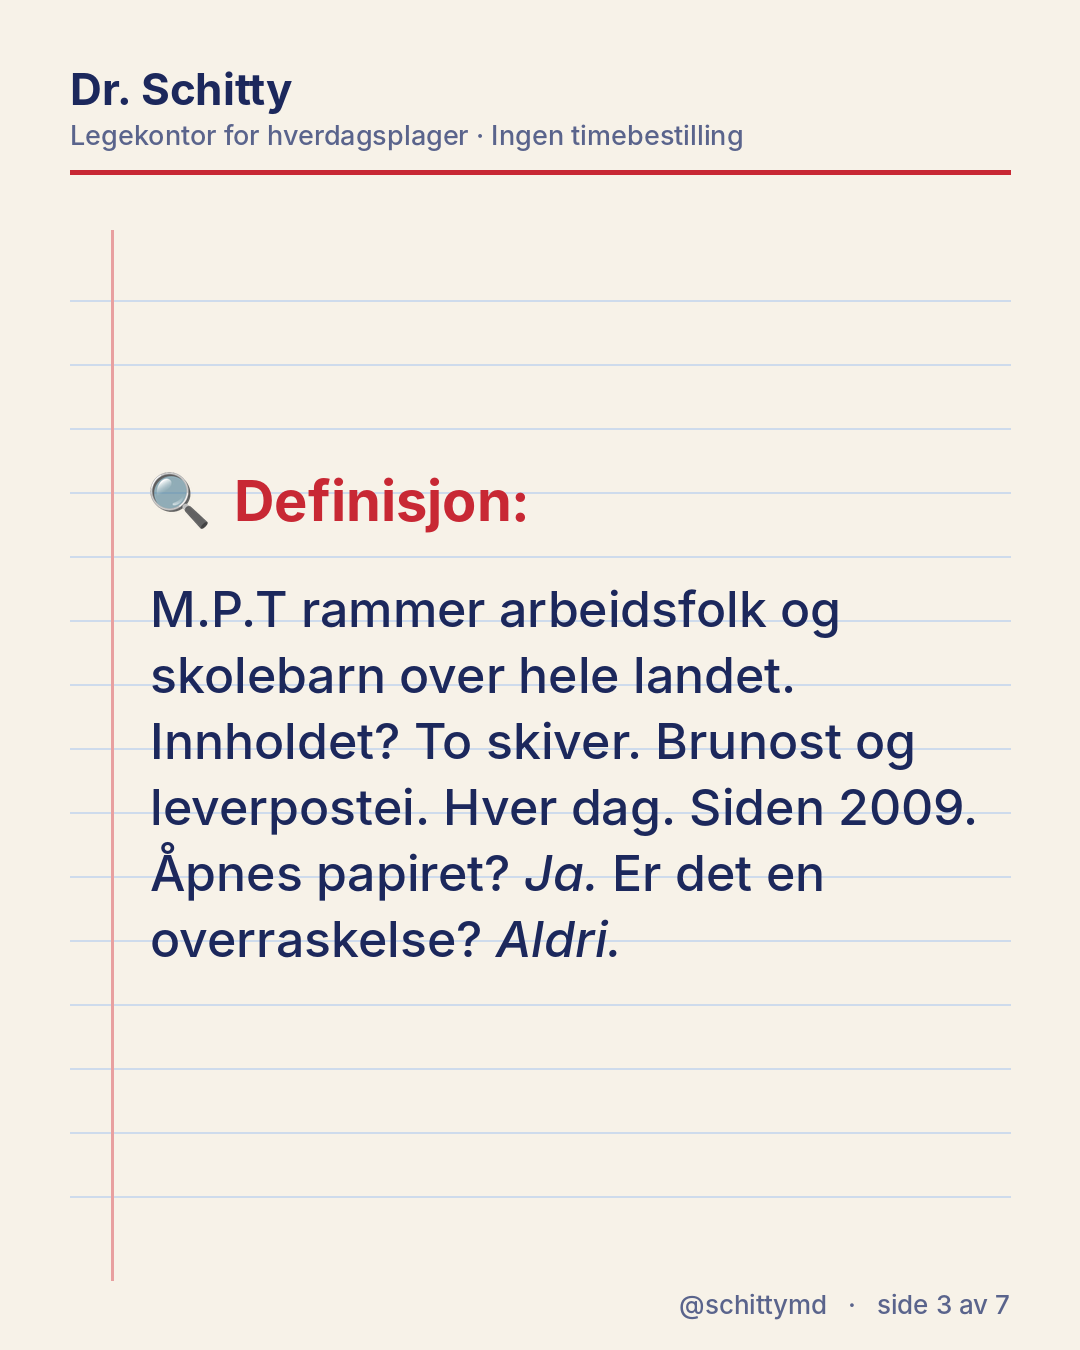 Dr. Schitty
Legekontor for hverdagsplager · Ingen timebestilling
🔍 Definisjon:
M.P.T rammer arbeidsfolk og
skolebarn over hele landet.
Innholdet? To skiver. Brunost og
leverpostei. Hver dag. Siden 2009.
Åpnes papiret? Ja. Er det en
overraskelse? Aldri.
@schittymd · side 3 av 7